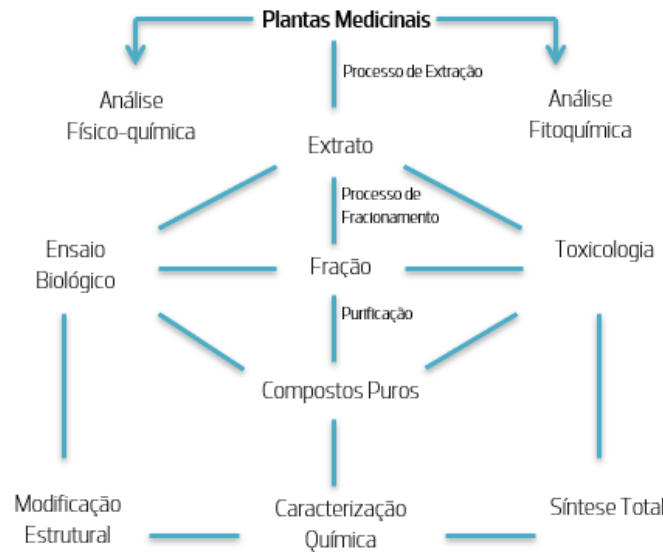 Plantas Medicinais
Processo de Extração
Análise
Físico-química
Análise
Fitoquímica
Extrato
Processo de
Fracionamento
Ensaio
Biológico
Fração
Toxicologia
Purificação
Compostos Puros
Modificação
Estrutural
Caracterização
Química
Síntese Total